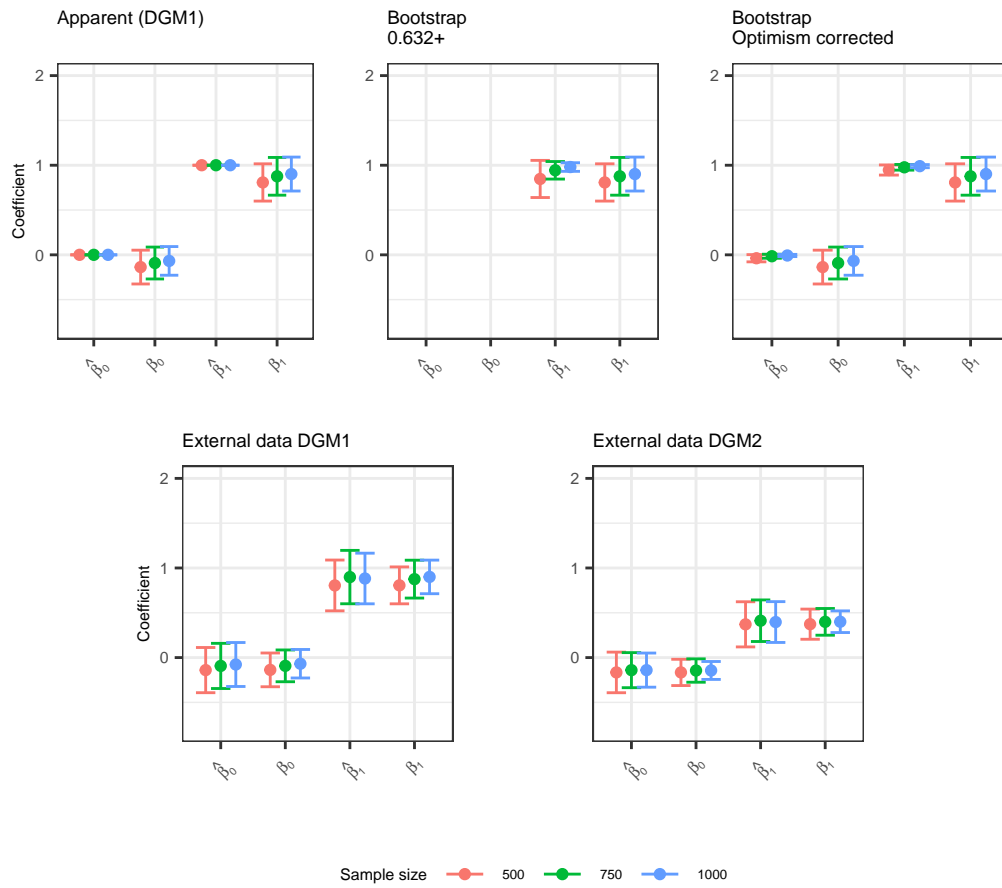 Apparent (DGM1)
Bootstrap
0.632+
Bootstrap
Optimism corrected
Coefficient
2
1
0
β̂₀
β₀
β̂₁
β₁
2
1
0
β̂₀
β₀
β̂₁
β₁
2
1
0
β̂₀
β₀
β̂₁
β₁
External data DGM1
External data DGM2
Coefficient
2
1
0
β̂₀
β₀
β̂₁
β₁
2
1
0
β̂₀
β₀
β̂₁
β₁
Sample size 500 750 1000